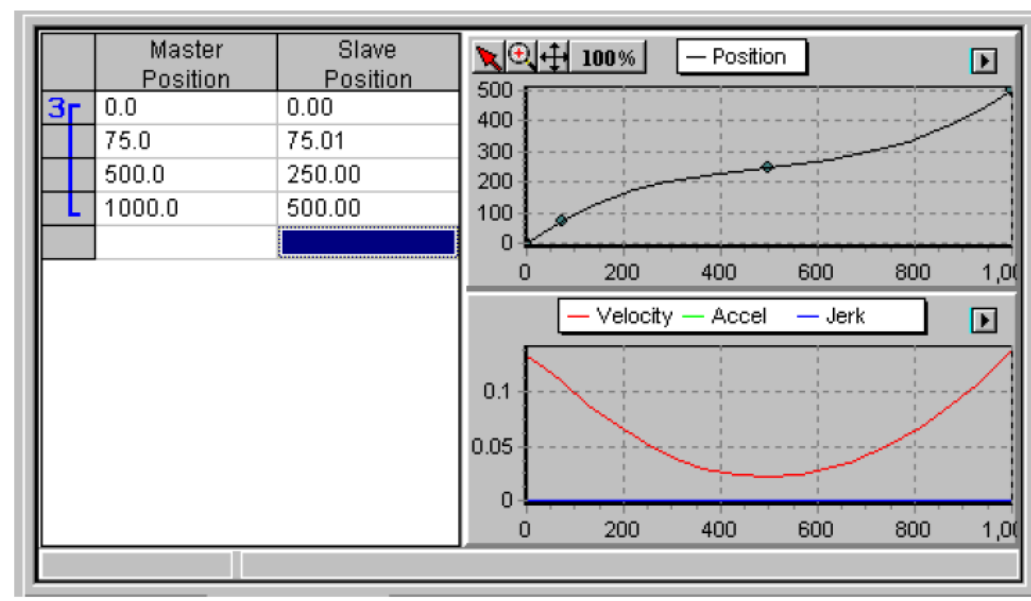 Master Position
Slave Position
3
0.0 0.00
75.0 75.01
500.0 250.00
1000.0 500.00
100%
Position
500
400
300
200
100
0
0 200 400 600 800 1,00
Velocity Accel Jerk
0.1
0.05
0
0 200 400 600 800 1,00